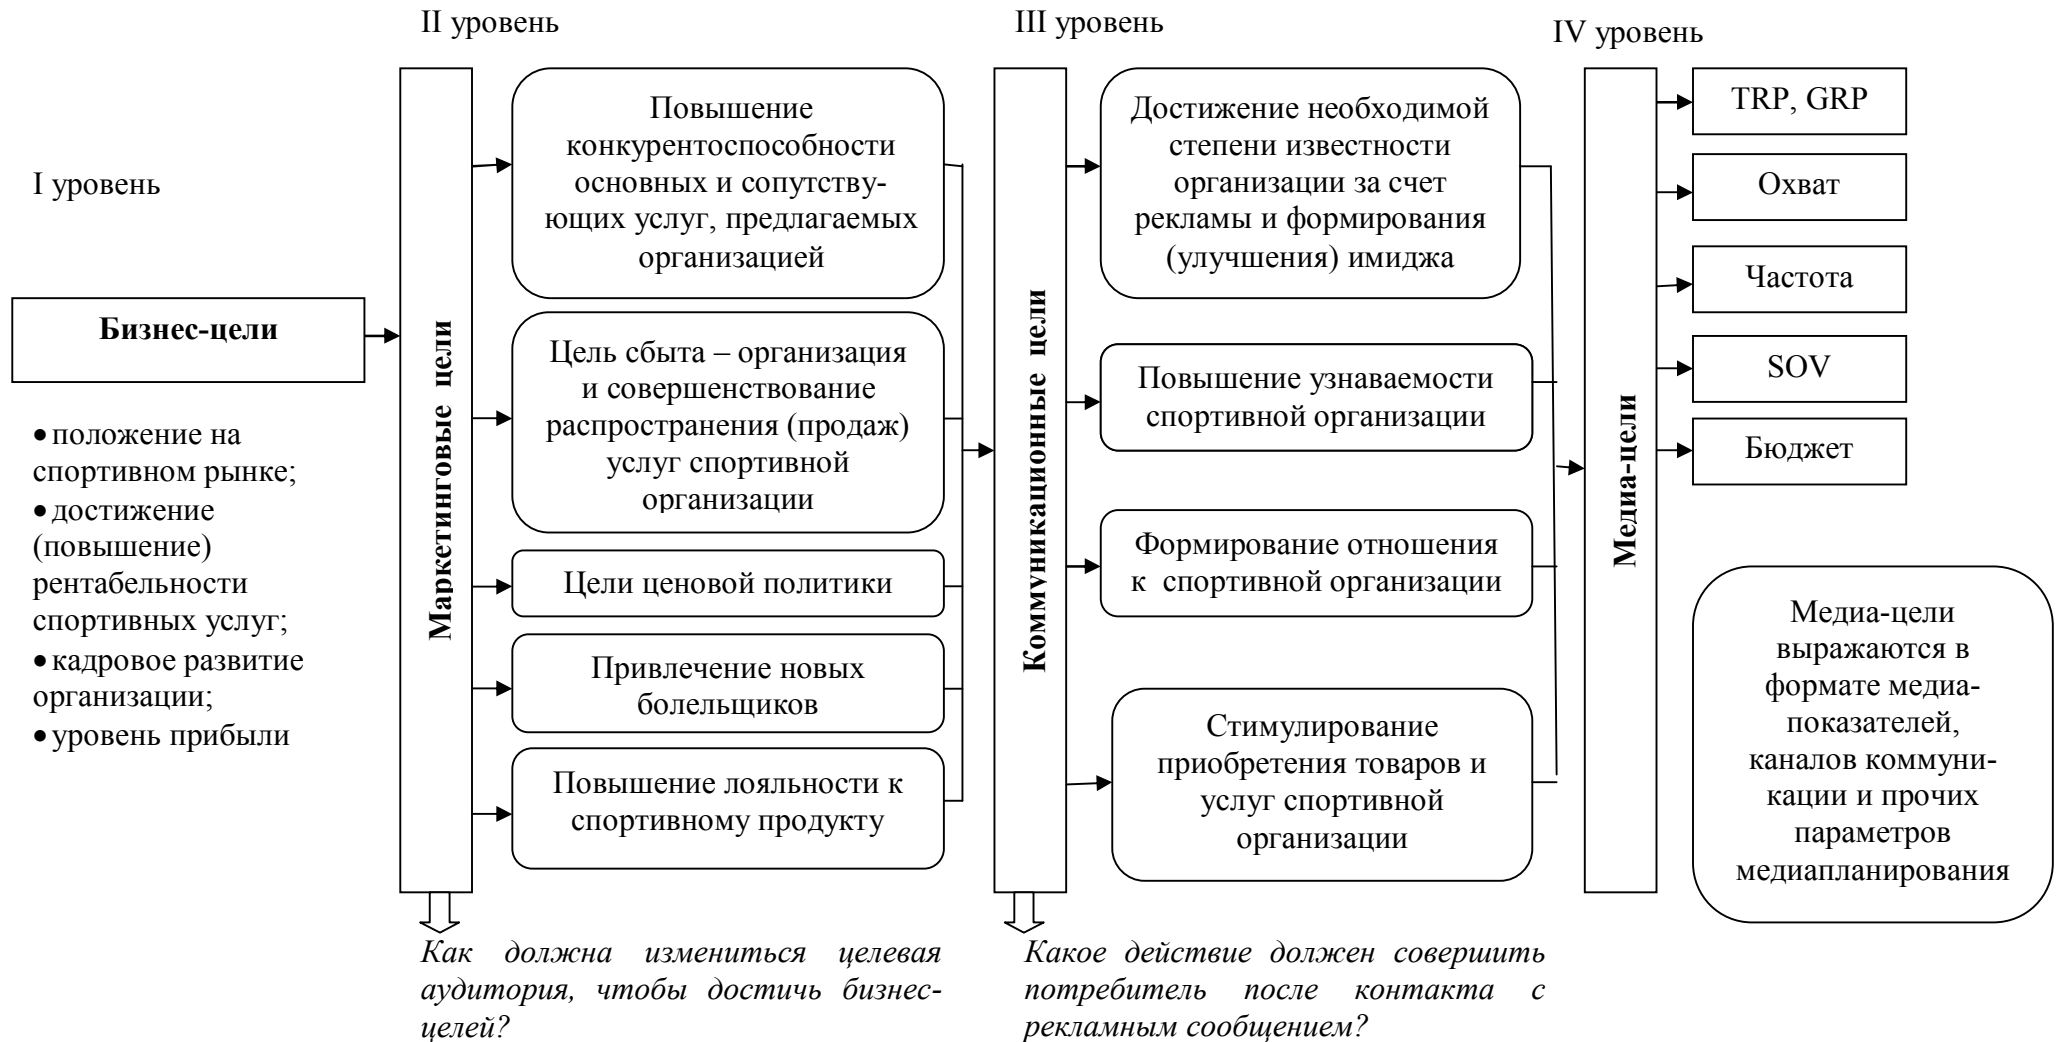 II уровень
III уровень
IV уровень
I уровень
Бизнес-цели
• положение на
спортивном рынке;
• достижение
(повышение)
рентабельности
спортивных услуг;
• кадровое развитие
организации;
• уровень прибыли
Маркетинговые цели
Повышение
конкурентоспособности
основных и сопутству-
ющих услуг, предлагаемых
организацией
Цель сбыта – организация
и совершенствование
распространения (продаж)
услуг спортивной
организации
Цели ценовой политики
Привлечение новых
болельщиков
Повышение лояльности к
спортивному продукту
Как должна измениться целевая
аудитория, чтобы достичь бизнес-
целей?
Коммуникационные цели
Достижение необходимой
степени известности
организации за счет
рекламы и формирования
(улучшения) имиджа
Повышение узнаваемости
спортивной организации
Формирование отношения
к спортивной организации
Стимулирование
приобретения товаров и
услуг спортивной
организации
Какое действие должен совершить
потребитель после контакта с
рекламным сообщением?
Медиа-цели
TRP, GRP
Охват
Частота
SOV
Бюджет
Медиа-цели
выражаются в
формате медиа-
показателей,
каналов коммуни-
кации и прочих
параметров
медиапланирования